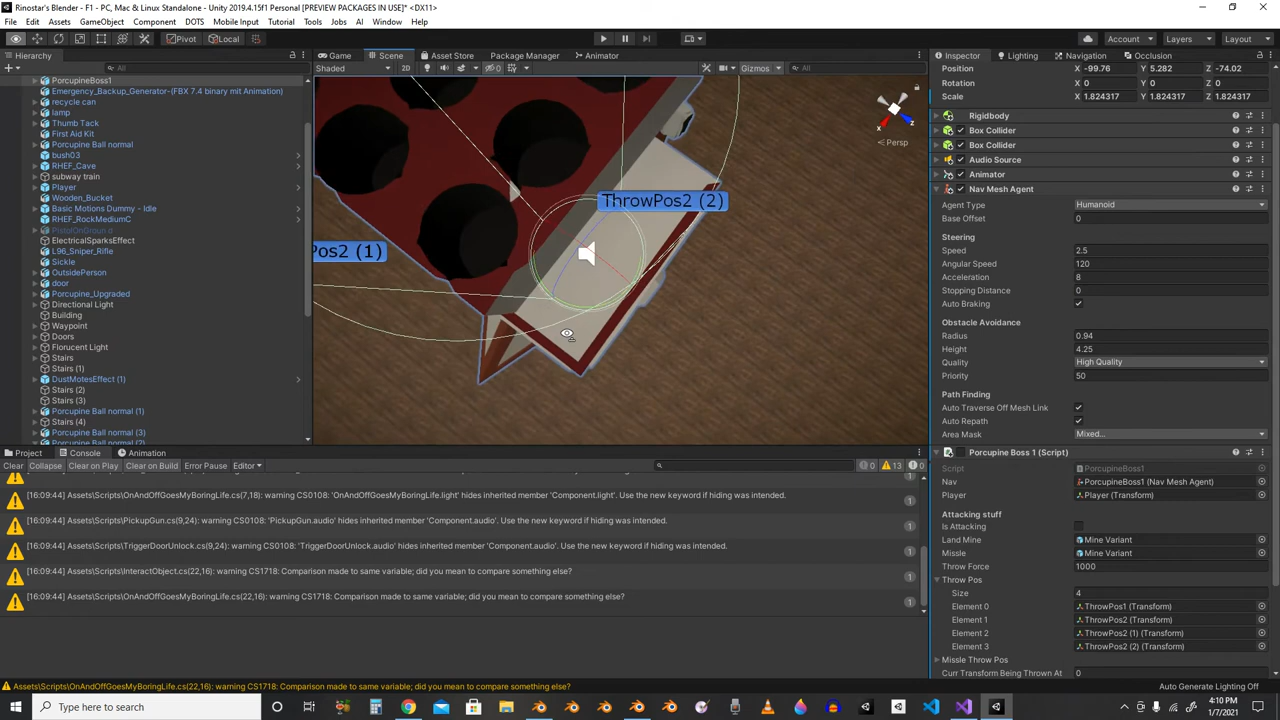 Rinostar's Blender - F1 - PC, Mac & Linux Standalone - Unity 2019.4.15f1 Personal [PREVIEW PACKAGES IN USE]* <DX11>
File Edit Assets GameObject Component DOTS Mobile Input Tutorial Tools Jobs AI Window Help
Pivot Local Account Layers Layout
Hierarchy
All
PorcupineBoss1
Emergency_Backup_Generator-(FBX 7.4 binary mit Animation)
recycle can
lamp
Thumb Tack
First Aid Kit
Porcupine Ball normal
bush03
RHEF_Cave
subway train
Player
Wooden_Bucket
Basic Motions Dummy - Idle
RHEF_RockMediumC
PistolOnGroun d
ElectricalSparksEffect
L96_Sniper_Rifle
Sickle
OutsidePerson
door
Porcupine_Upgraded
Directional Light
Building
Waypoint
Doors
Florucent Light
Stairs
Stairs (1)
DustMotesEffect (1)
Stairs (2)
Stairs (3)
Porcupine Ball normal (1)
Stairs (4)
Porcupine Ball normal (3)
Porcupine Ball normal (2)
Game Scene Asset Store Package Manager Animator
Shaded 2D 0 Gizmos All
ThrowPos2 (2)
Pos2 (1)
x z
Persp
Inspector Lighting Navigation Occlusion
Position X -99.76 Y 5.282 Z -74.02
Rotation X 0 Y 0 Z 0
Scale X 1.824317 Y 1.824317 Z 1.824317
Rigidbody
Box Collider
Box Collider
Audio Source
Animator
Nav Mesh Agent
Agent Type Humanoid
Base Offset 0
Steering
Speed 2.5
Angular Speed 120
Acceleration 8
Stopping Distance 0
Auto Braking
Obstacle Avoidance
Radius 0.94
Height 4.25
Quality High Quality
Priority 50
Path Finding
Auto Traverse Off Mesh Link
Auto Repath
Area Mask Mixed...
Porcupine Boss 1 (Script)
Script PorcupineBoss1
Nav PorcupineBoss1 (Nav Mesh Agent)
Player Player (Transform)
Attacking stuff
Is Attacking
Land Mine Mine Variant
Missle Mine Variant
Throw Force 1000
Throw Pos
Size 4
Element 0 ThrowPos1 (Transform)
Element 1 ThrowPos2 (Transform)
Element 2 ThrowPos2 (1) (Transform)
Element 3 ThrowPos2 (2) (Transform)
Missle Throw Pos
Curr Transform Being Thrown At 0
Project Console Animation
Clear Collapse Clear on Play Clear on Build Error Pause Editor 0 13 0
[16:09:44] Assets\Scripts\OnAndOffGoesMyBoringLife.cs(7,18): warning CS0108: 'OnAndOffGoesMyBoringLife.light' hides inherited member 'Component.light'. Use the new keyword if hiding was intended. 1
[16:09:44] Assets\Scripts\PickupGun.cs(9,24): warning CS0108: 'PickupGun.audio' hides inherited member 'Component.audio'. Use the new keyword if hiding was intended. 1
[16:09:44] Assets\Scripts\TriggerDoorUnlock.cs(9,24): warning CS0108: 'TriggerDoorUnlock.audio' hides inherited member 'Component.audio'. Use the new keyword if hiding was intended. 1
[16:09:44] Assets\Scripts\InteractObject.cs(22,16): warning CS1718: Comparison made to same variable; did you mean to compare something else? 1
[16:09:44] Assets\Scripts\OnAndOffGoesMyBoringLife.cs(22,16): warning CS1718: Comparison made to same variable; did you mean to compare something else? 1
Assets\Scripts\OnAndOffGoesMyBoringLife.cs(22,16): warning CS1718: Comparison made to same variable; did you mean to compare something else?
Auto Generate Lighting Off
Type here to search
4:10 PM
1/7/2021